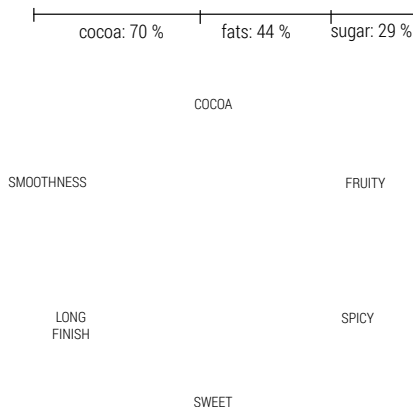 cocoa: 70 % fats: 44 % sugar: 29 %
COCOA
SMOOTHNESS FRUITY
LONG
FINISH
SPICY
SWEET